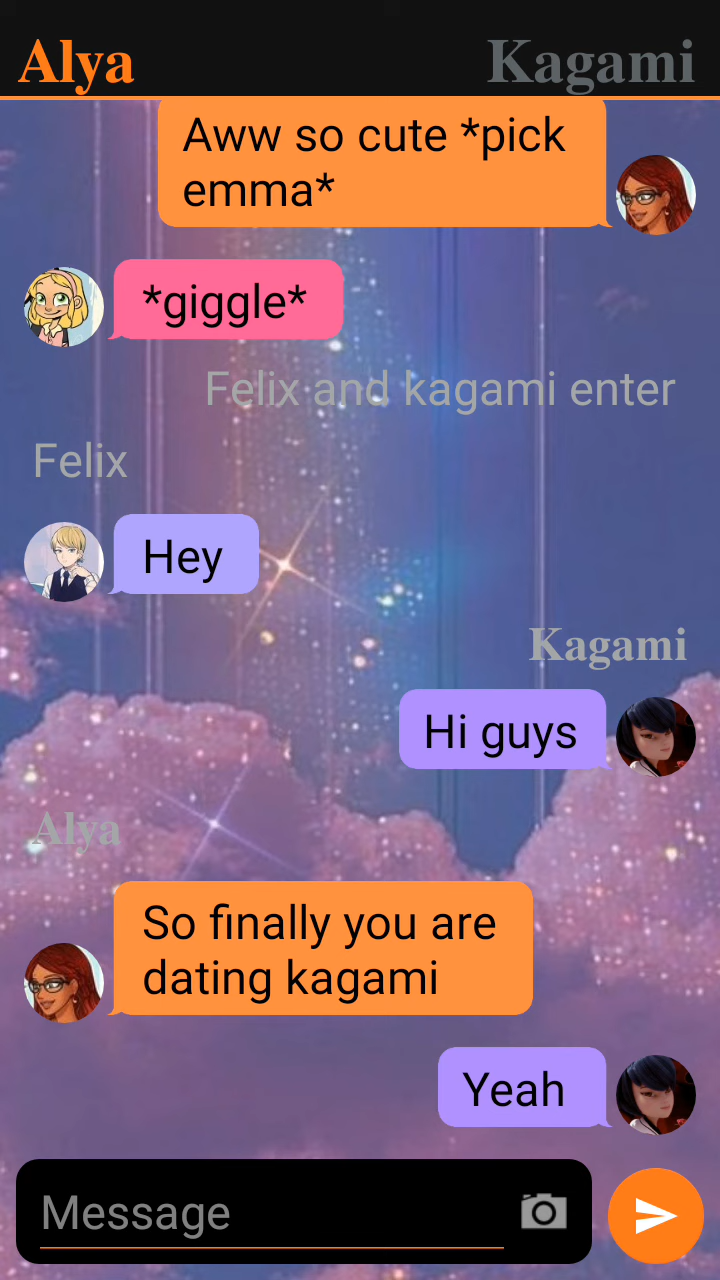 Alya
Kagami
Aww so cute *pick
emma*
*giggle*
Felix and kagami enter
Felix
Hey
Kagami
Hi guys
Alya
So finally you are
dating kagami
Yeah
Message